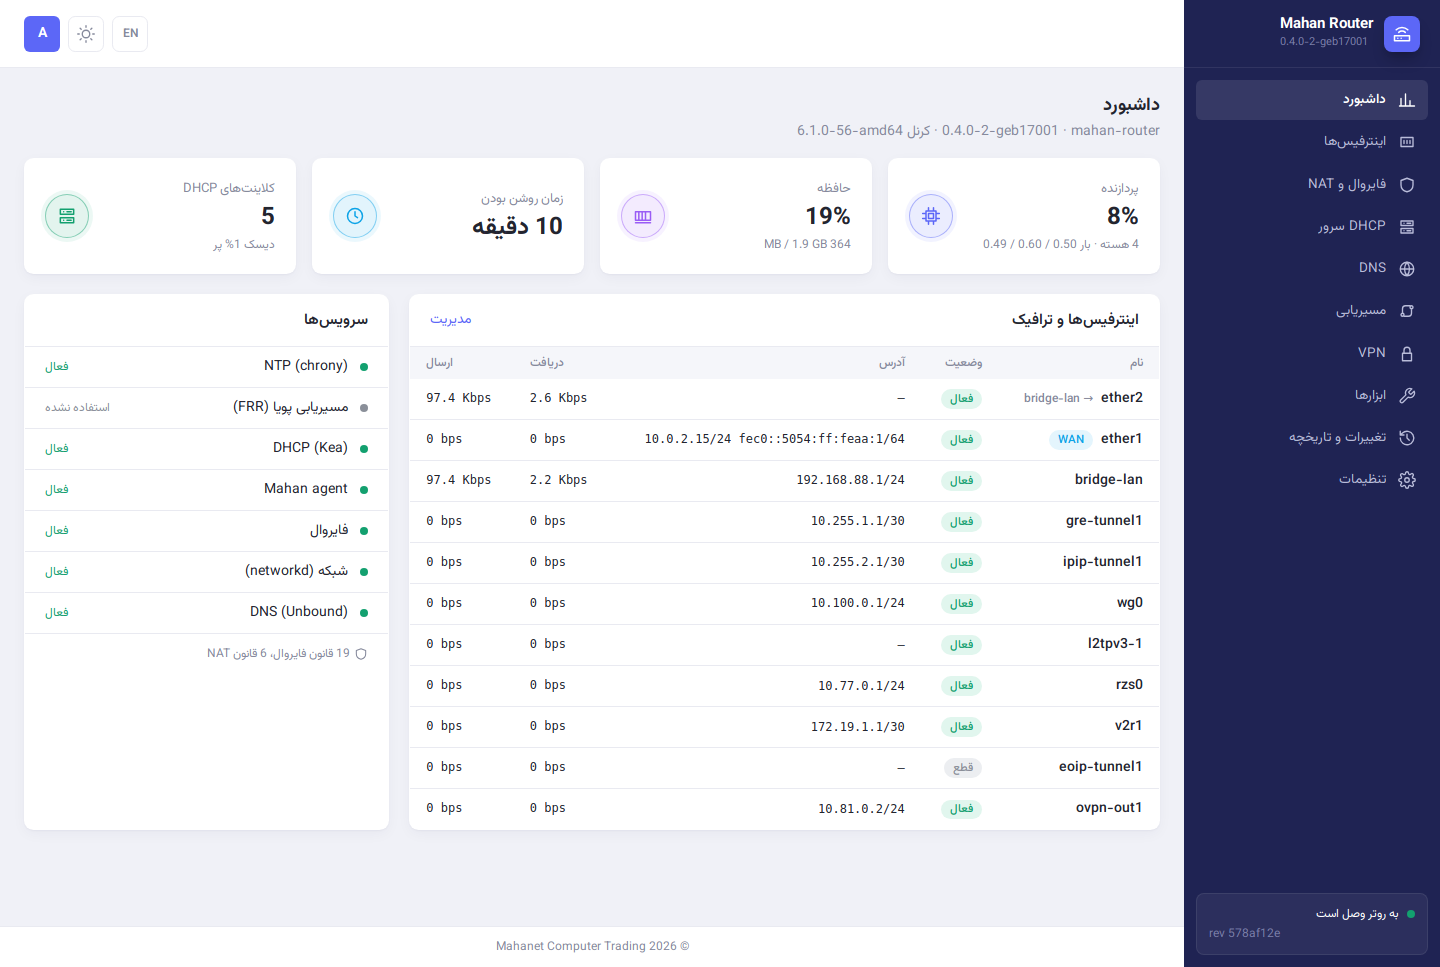 Mahan Router
0.4.0-2-geb17001
داشبورد
اینترفیس‌ها
فایروال و NAT
DHCP سرور
DNS
مسیریابی
VPN
ابزارها
تغییرات و تاریخچه
تنظیمات
به روتر وصل است
rev 578af12e
EN
A
داشبورد
mahan-router · 0.4.0-2-geb17001 · کرنل 6.1.0-56-amd64
پردازنده
8%
4 هسته · بار 0.50 / 0.60 / 0.49
حافظه
19%
364 MB / 1.9 GB
زمان روشن بودن
10 دقیقه
کلاینت‌های DHCP
5
دیسک 1% پر
اینترفیس‌ها و ترافیک مدیریت
نام وضعیت آدرس دریافت ارسال
ether2 → bridge-lan فعال — 2.6 Kbps 97.4 Kbps
ether1 WAN فعال 10.0.2.15/24 fec0::5054:ff:feaa:1/64 0 bps 0 bps
bridge-lan فعال 192.168.88.1/24 2.2 Kbps 97.4 Kbps
gre-tunnel1 فعال 10.255.1.1/30 0 bps 0 bps
ipip-tunnel1 فعال 10.255.2.1/30 0 bps 0 bps
wg0 فعال 10.100.0.1/24 0 bps 0 bps
l2tpv3-1 فعال — 0 bps 0 bps
rzs0 فعال 10.77.0.1/24 0 bps 0 bps
v2r1 فعال 172.19.1.1/30 0 bps 0 bps
eoip-tunnel1 قطع — 0 bps 0 bps
ovpn-out1 فعال 10.81.0.2/24 0 bps 0 bps
سرویس‌ها
NTP (chrony) فعال
مسیریابی پویا (FRR) استفاده نشده
DHCP (Kea) فعال
Mahan agent فعال
فایروال فعال
شبکه (networkd) فعال
DNS (Unbound) فعال
19 قانون فایروال، 6 قانون NAT
© 2026 Mahanet Computer Trading